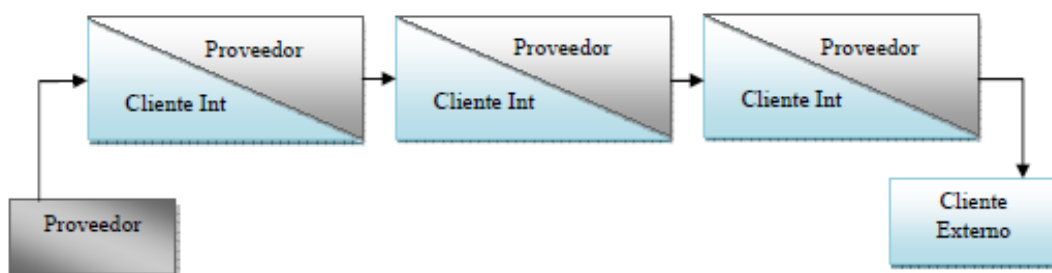 Proveedor
Cliente Int
Proveedor
Cliente Int
Proveedor
Cliente Int
Proveedor
Cliente
Externo